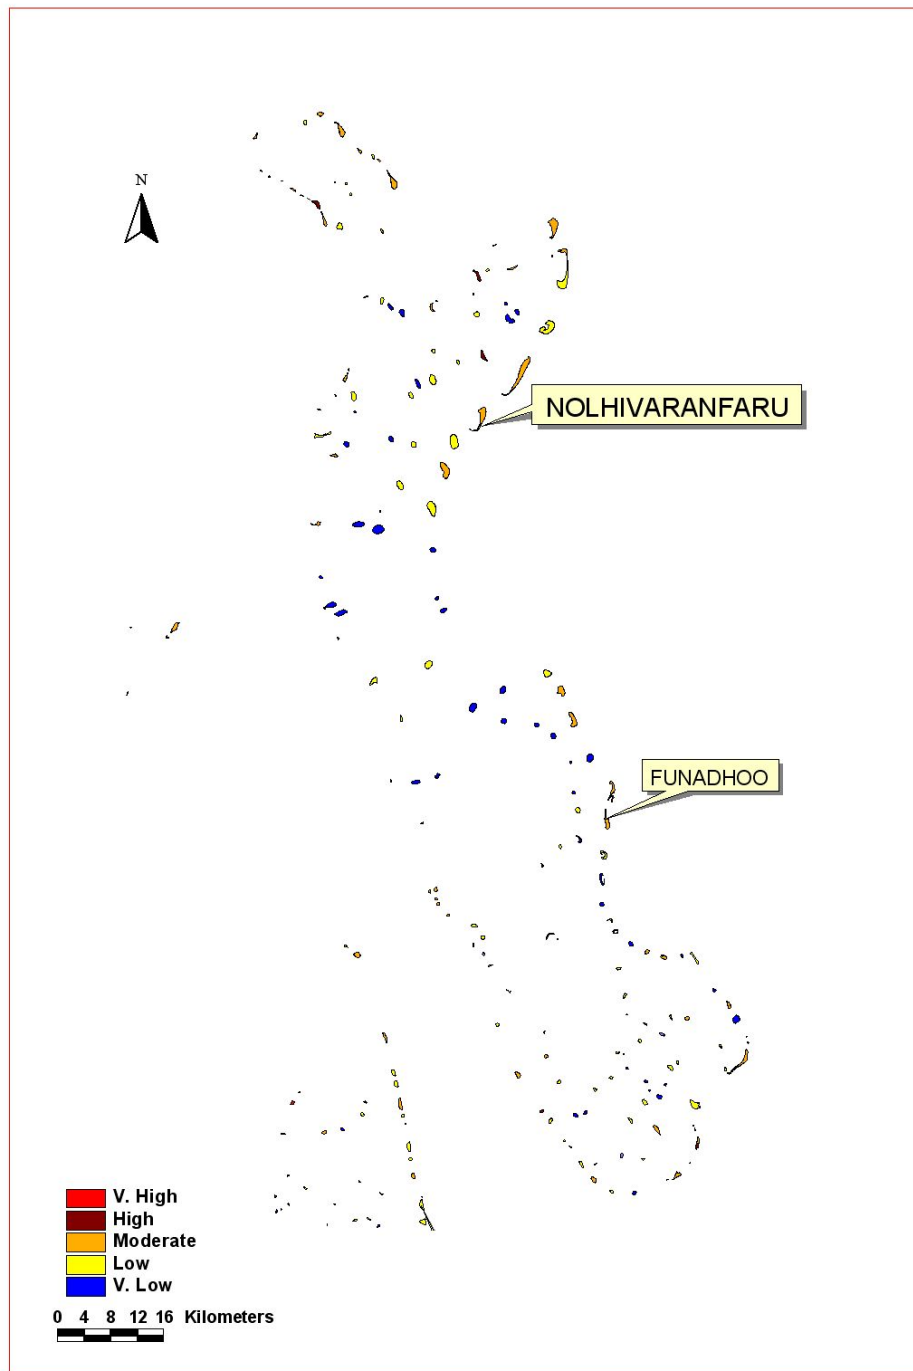 N
NOLHIVARANFARU
FUNADHOO
V. High
High
Moderate
Low
V. Low
0 4 8 12 16 Kilometers